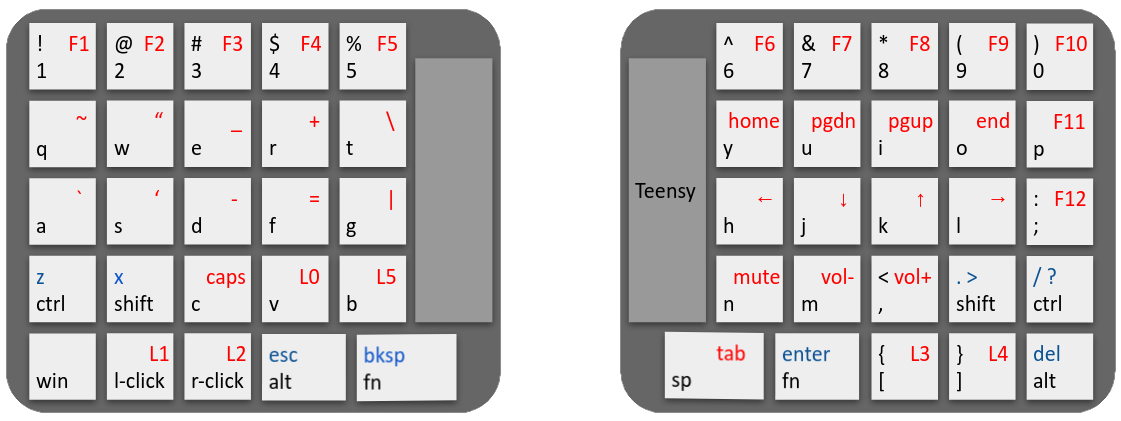 ! F1 @ F2 # F3 $ F4 % F5
1 2 3 4 5
~ “ _ + \
q w e r t
` ‘ - = |
a s d f g
z x caps L0 L5
ctrl shift c v b
L1 L2 esc bksp
win l-click r-click alt fn
^ F6 & F7 * F8 ( F9 ) F10
6 7 8 9 0
home pgdn pgup end F11
y u i o p
Teensy
← ↓ ↑ → : F12
h j k l ;
mute vol- < vol+ . > / ?
n m , shift ctrl
tab enter { L3 } L4 del
sp fn [ ] alt